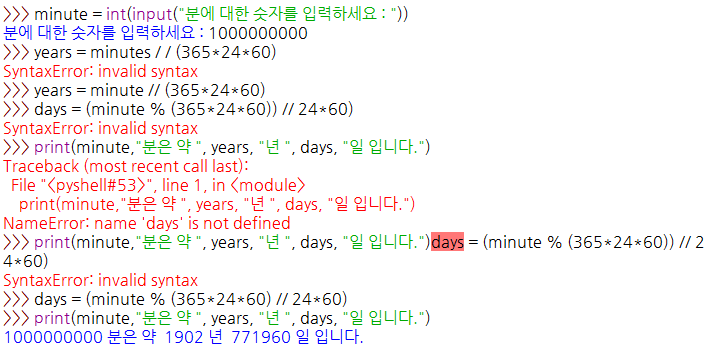 >>> minute = int(input("분에 대한 숫자를 입력하세요 : "))
분에 대한 숫자를 입력하세요 : 1000000000
>>> years = minutes / / (365*24*60)
SyntaxError: invalid syntax
>>> years = minute // (365*24*60)
>>> days = (minute % (365*24*60)) // 24*60)
SyntaxError: invalid syntax
>>> print(minute,"분은 약 ", years, "년 ", days, "일 입니다.")
Traceback (most recent call last):
  File "<pyshell#53>", line 1, in <module>
    print(minute,"분은 약 ", years, "년 ", days, "일 입니다.")
NameError: name 'days' is not defined
>>> print(minute,"분은 약 ", years, "년 ", days, "일 입니다.")days = (minute % (365*24*60)) // 2
4*60)
SyntaxError: invalid syntax
>>> days = (minute % (365*24*60) // 24*60)
>>> print(minute,"분은 약 ", years, "년 ", days, "일 입니다.")
1000000000 분은 약  1902 년  771960 일 입니다.